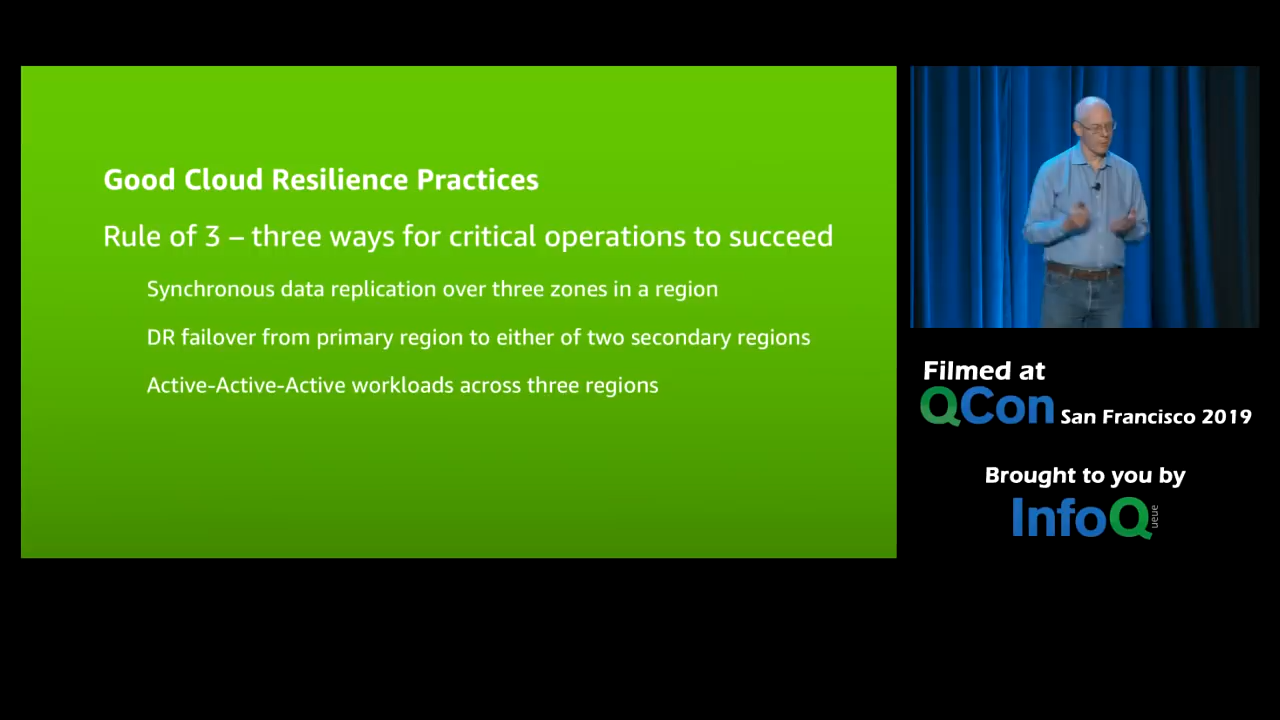 Good Cloud Resilience Practices
Rule of 3 – three ways for critical operations to succeed
Synchronous data replication over three zones in a region
DR failover from primary region to either of two secondary regions
Active-Active-Active workloads across three regions
Filmed at
QCon San Francisco 2019
Brought to you by
InfoQ
ueue